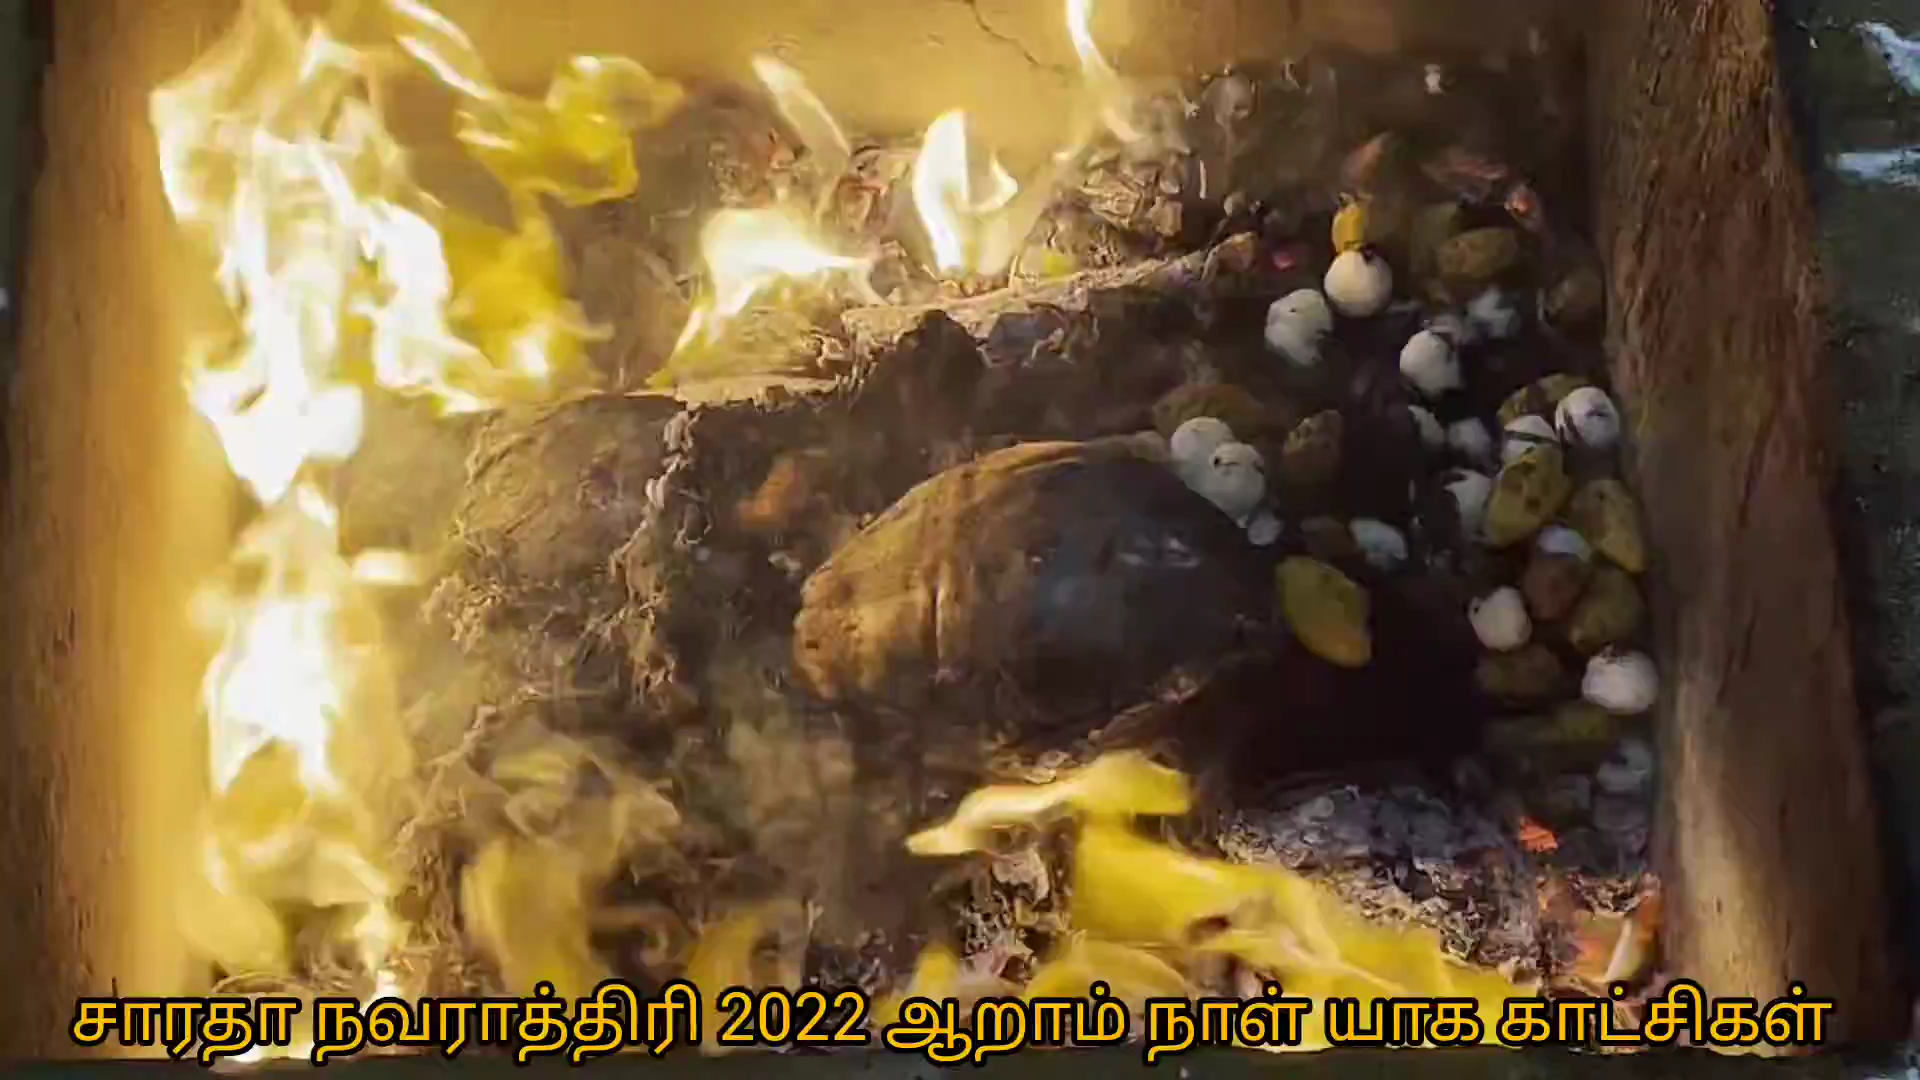 சாரதா நவராத்திரி 2022 ஆறாம் நாள் யாக காட்சிகள்